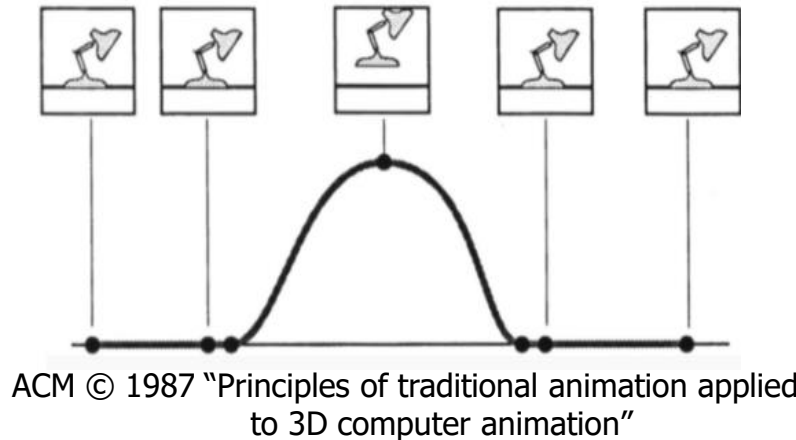 ACM © 1987 “Principles of traditional animation applied
to 3D computer animation”